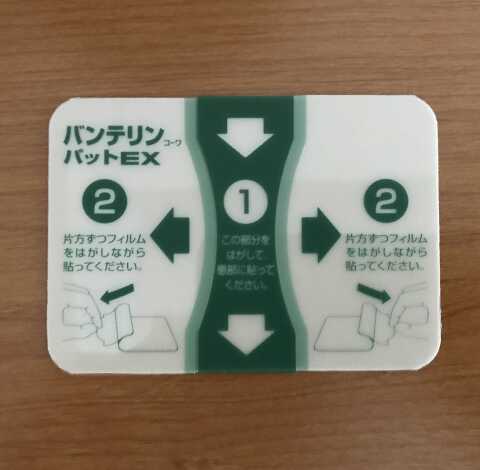 バンテリンコーワ
パットEX
2
片方ずつフィルム
をはがしながら
貼ってください。
1
この部分を
はがして
患部に貼って
ください。
2
片方ずつフィルム
をはがしながら
貼ってください。